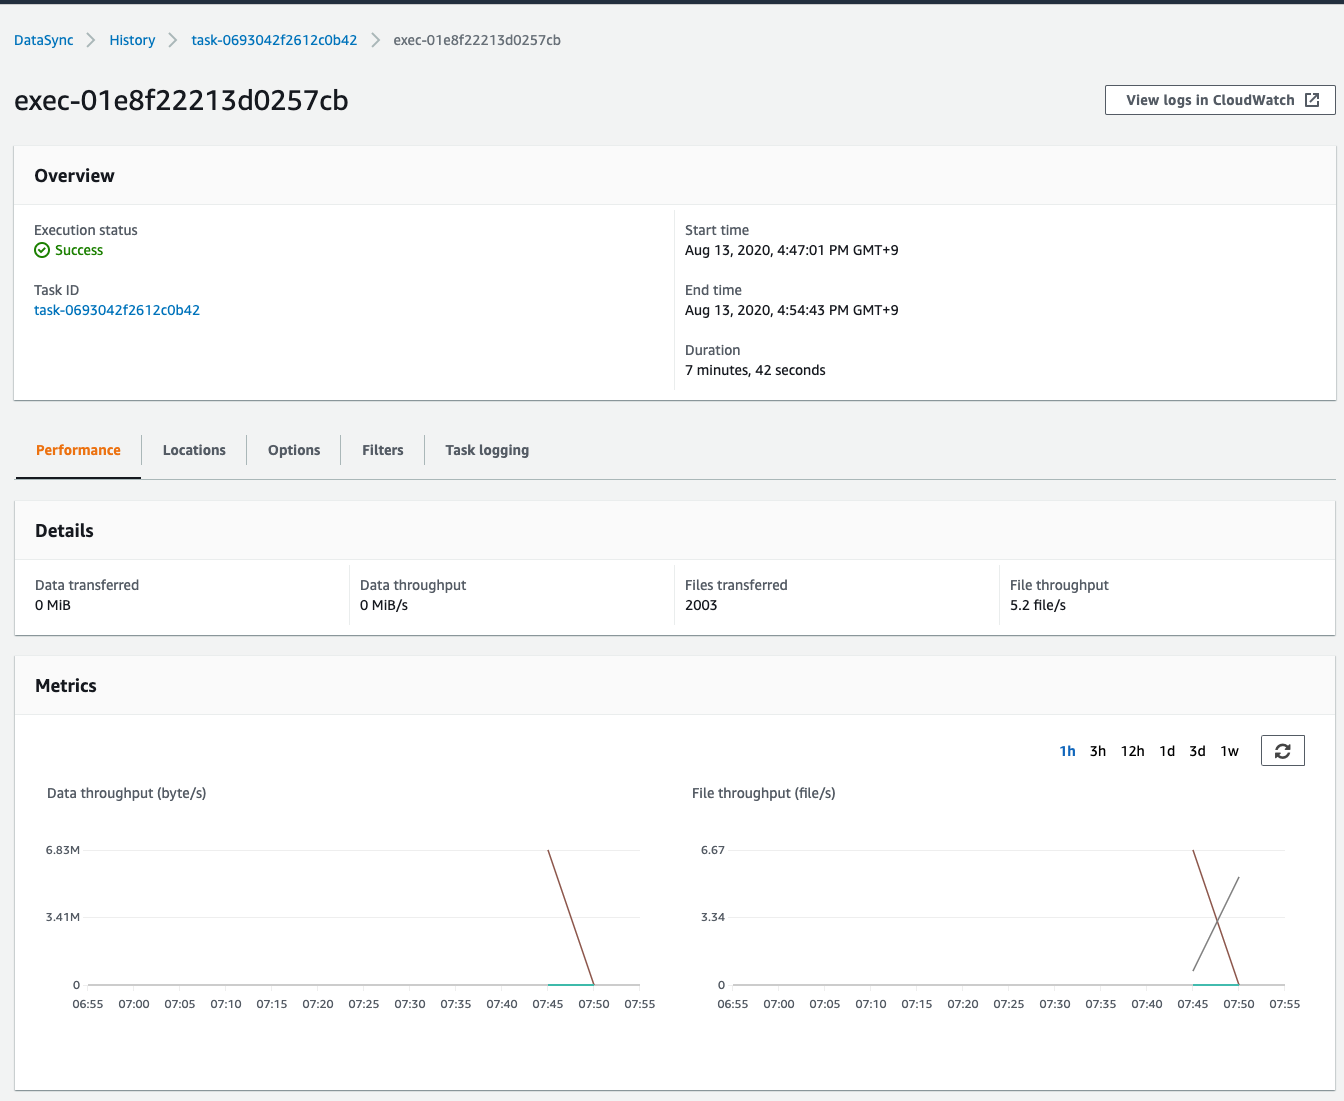 DataSync > History > task-0693042f2612c0b42 > exec-01e8f22213d0257cb
exec-01e8f22213d0257cb
View logs in CloudWatch
Overview
Execution status
Success
Task ID
task-0693042f2612c0b42
Start time
Aug 13, 2020, 4:47:01 PM GMT+9
End time
Aug 13, 2020, 4:54:43 PM GMT+9
Duration
7 minutes, 42 seconds
Performance Locations Options Filters Task logging
Details
Data transferred
0 MiB
Data throughput
0 MiB/s
Files transferred
2003
File throughput
5.2 file/s
Metrics
1h 3h 12h 1d 3d 1w
Data throughput (byte/s)
6.83M
3.41M
0
06:55 07:00 07:05 07:10 07:15 07:20 07:25 07:30 07:35 07:40 07:45 07:50 07:55
File throughput (file/s)
6.67
3.34
0
06:55 07:00 07:05 07:10 07:15 07:20 07:25 07:30 07:35 07:40 07:45 07:50 07:55